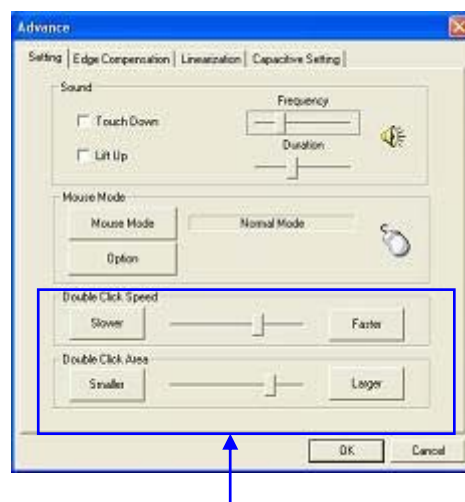 Advance
Setting Edge Compensation Linearization Capacitive Setting
Sound
Frequency
Touch Down
Duration
Lift Up
Mouse Mode
Mouse Mode Normal Mode
Option
Double Click Speed
Slower Faster
Double Click Area
Smaller Larger
OK Cancel